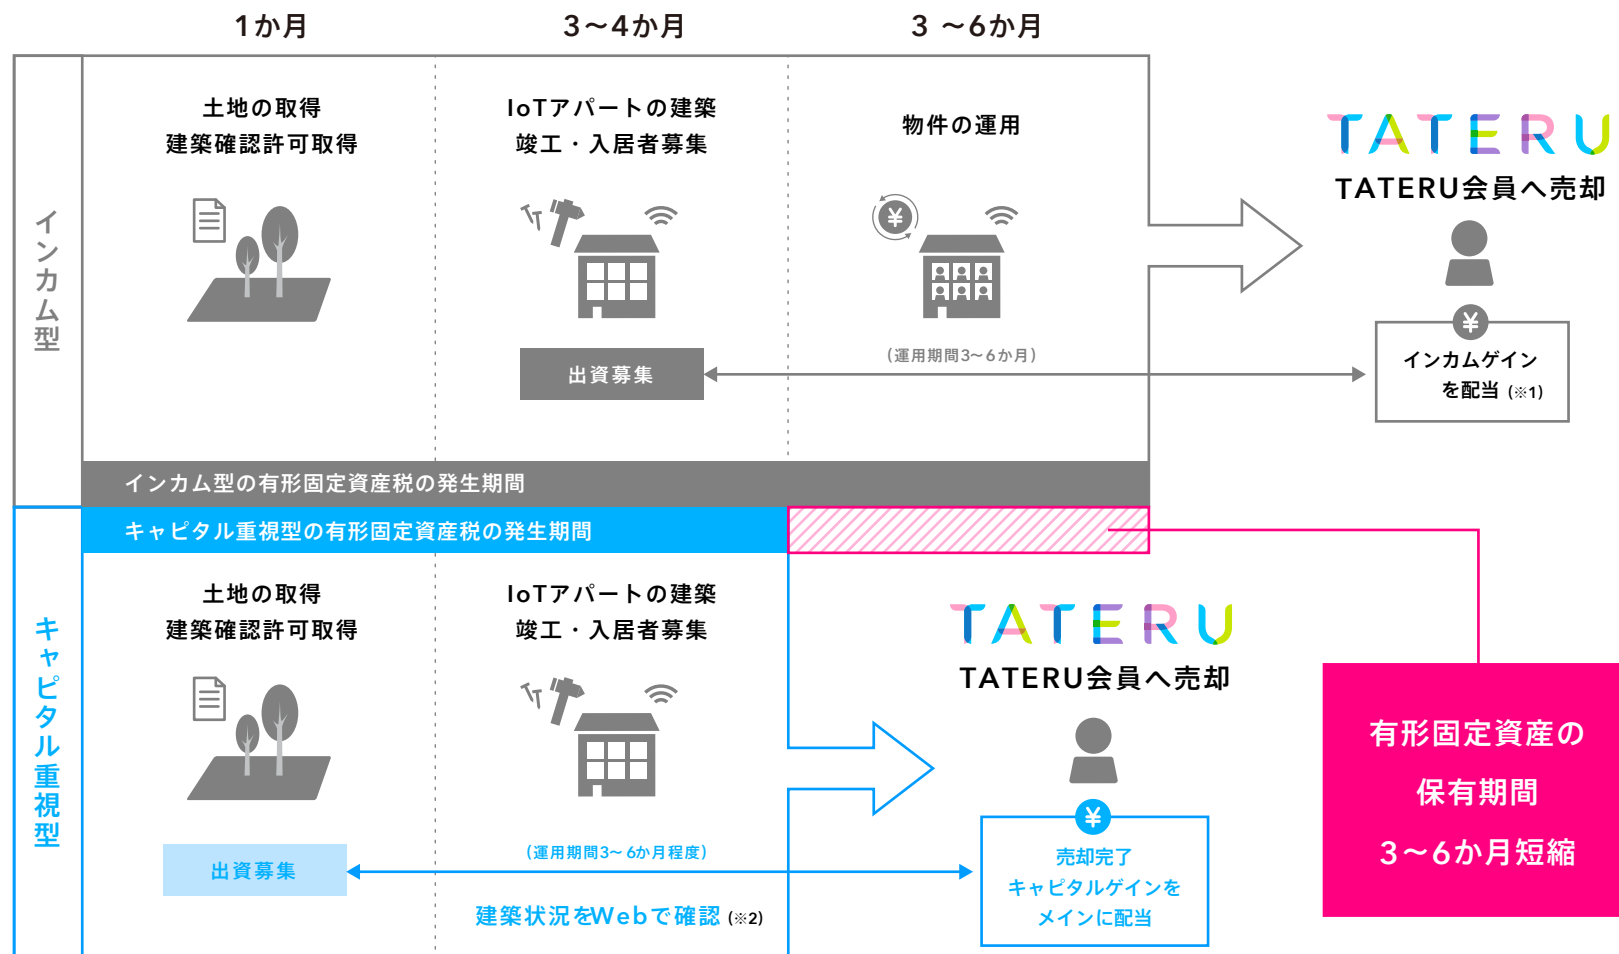 1か月
3〜4か月
3 〜6か月
インカム型
土地の取得
建築確認許可取得
IoTアパートの建築
竣工・入居者募集
物件の運用
TATERU
TATERU会員へ売却
¥
¥
出資募集
(運用期間3〜6か月)
インカムゲイン
を配当 (※1)
インカム型の有形固定資産税の発生期間
キャピタル重視型の有形固定資産税の発生期間
キャピタル重視型
土地の取得
建築確認許可取得
IoTアパートの建築
竣工・入居者募集
TATERU
TATERU会員へ売却
¥
出資募集
(運用期間3〜6か月程度)
建築状況をWebで確認 (※2)
売却完了
キャピタルゲインを
メインに配当
有形固定資産の
保有期間
3〜6か月短縮